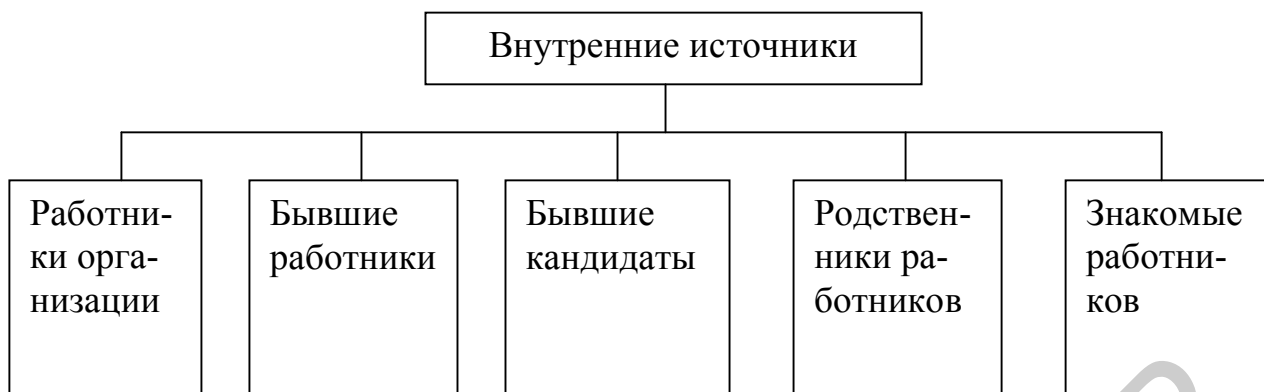 Внутренние источники
Работни-
ки орга-
низации
Бывшие
работники
Бывшие
кандидаты
Родствен-
ники ра-
ботников
Знакомые
работни-
ков